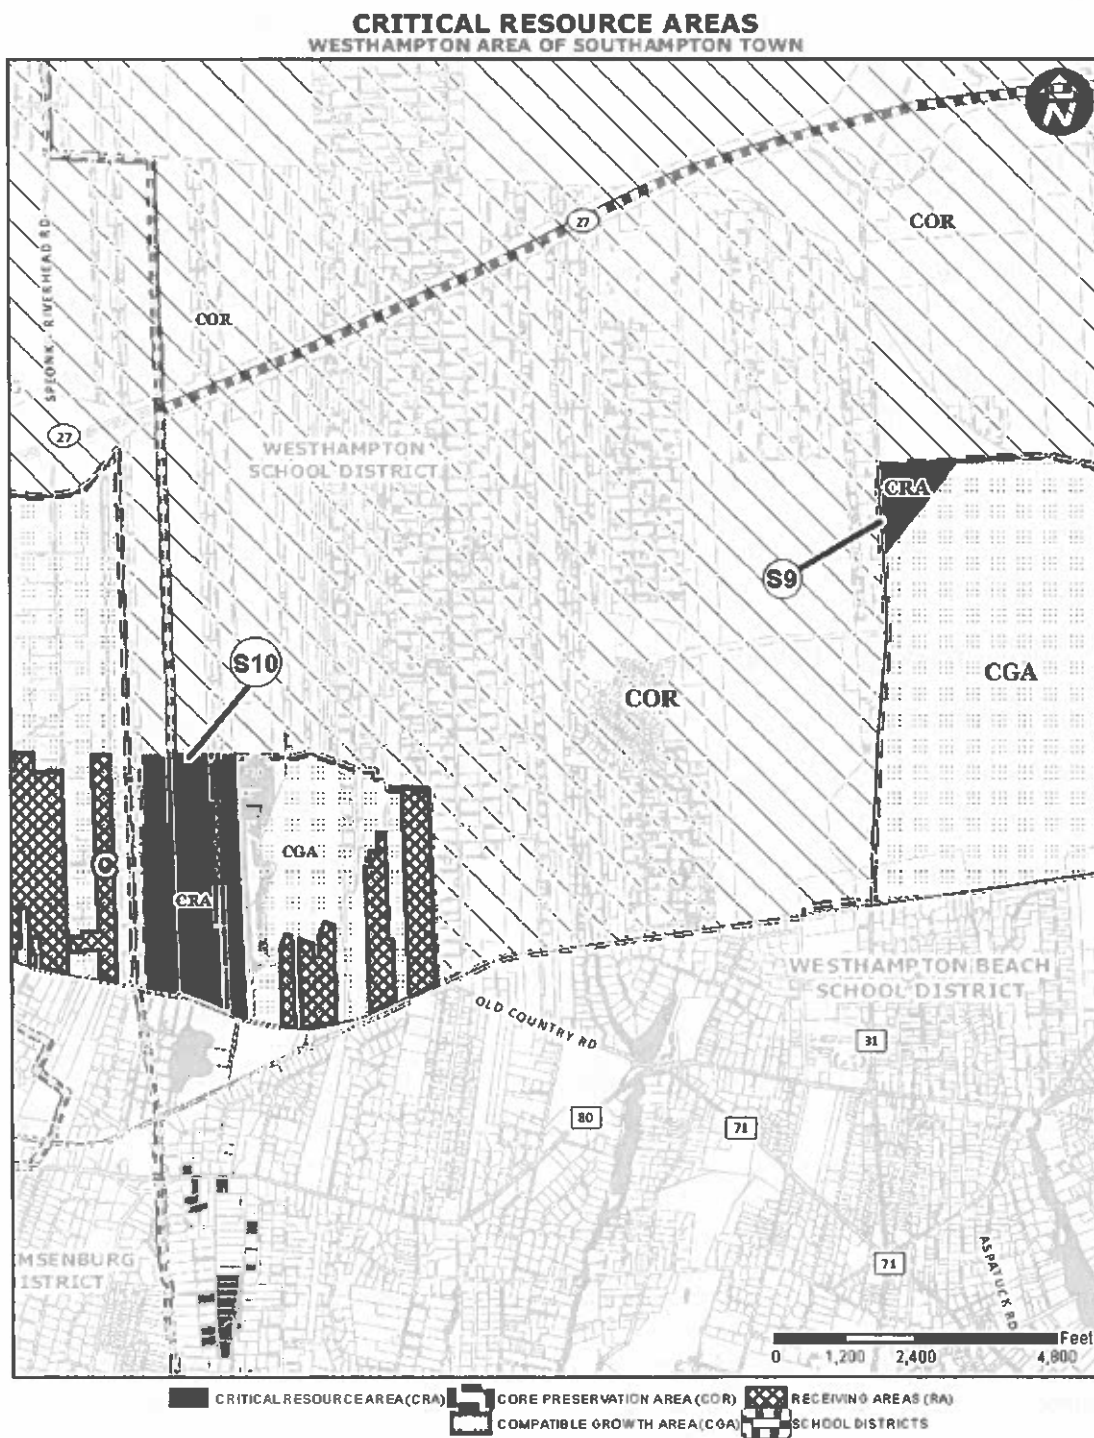 CRITICAL RESOURCE AREAS
WESTHAMPTON AREA OF SOUTHAMPTON TOWN
N
SPEONK - RIVERHEAD RD
27
COR
COR
27
WESTHAMPTON
SCHOOL DISTRICT
CRA
S9
S10
COR
CGA
C
CGA
CRA
WESTHAMPTON BEACH
SCHOOL DISTRICT
OLD COUNTRY RD
31
80
71
MSENBURG
ISTRICT
71
ASPATUCK RD
Feet
0 1,200 2,400 4,800
CRITICAL RESOURCE AREA (CRA) CORE PRESERVATION AREA (COR) RECEIVING AREAS (RA)
COMPATIBLE GROWTH AREA (CGA) SCHOOL DISTRICTS